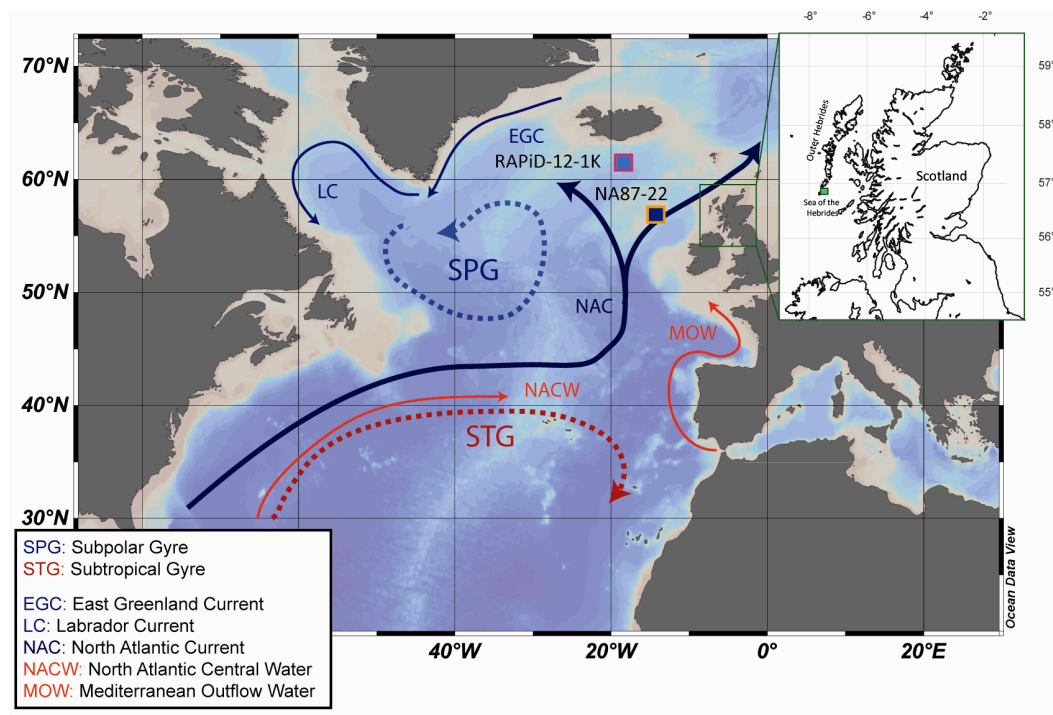 -8° -6° -4° -2°
70°N
59°
EGC
Outer Hebrides
RAPiD-12-1K
60°N
LC
NA87-22
Scotland
57°
Sea of the
Hebrides
56°
SPG
50°N
NAC
55°
MOW
40°N
NACW
STG
30°N
SPG: Subpolar Gyre
STG: Subtropical Gyre
EGC: East Greenland Current
LC: Labrador Current
NAC: North Atlantic Current
NACW: North Atlantic Central Water
MOW: Mediterranean Outflow Water
40°W 20°W 0° 20°E
Ocean Data View